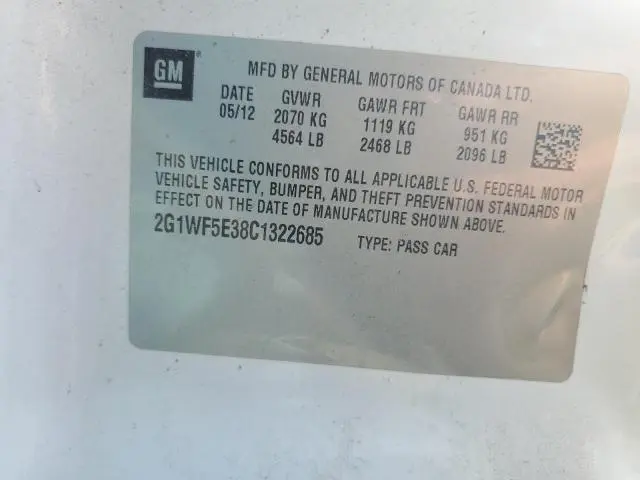 GM®
MFD BY GENERAL MOTORS OF CANADA LTD.
DATE GVWR GAWR FRT GAWR RR
05/12 2070 KG 1119 KG 951 KG
4564 LB 2468 LB 2096 LB
THIS VEHICLE CONFORMS TO ALL APPLICABLE U.S. FEDERAL MOTOR
VEHICLE SAFETY, BUMPER, AND THEFT PREVENTION STANDARDS IN
EFFECT ON THE DATE OF MANUFACTURE SHOWN ABOVE.
2G1WF5E38C1322685 TYPE: PASS CAR